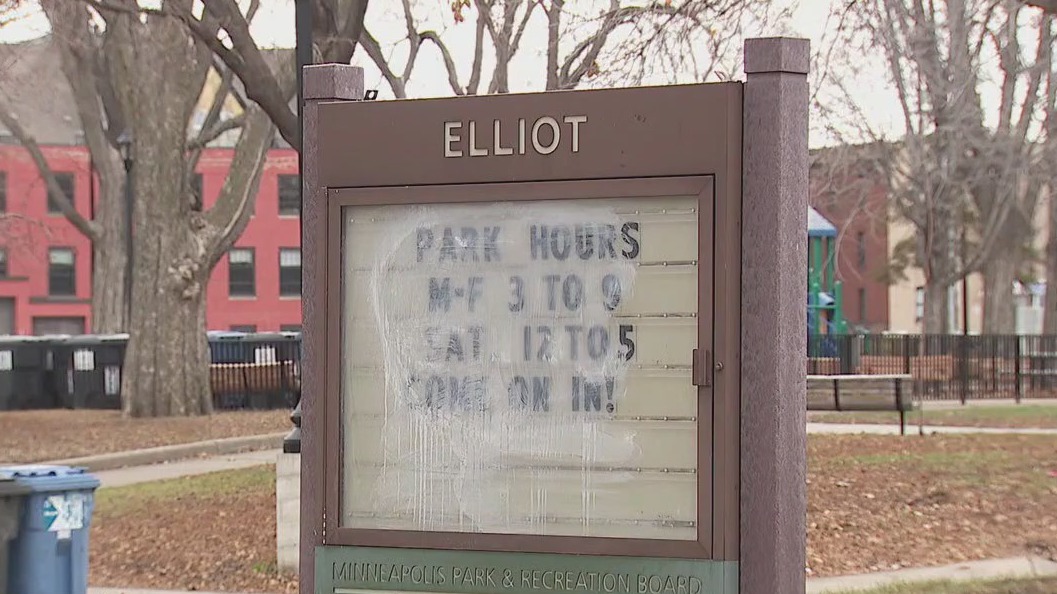 ELLIOT
PARK HOURS
M-F 3 TO 9
SAT 12 TO 5
COME ON IN!
MINNEAPOLIS PARK & RECREATION BOARD